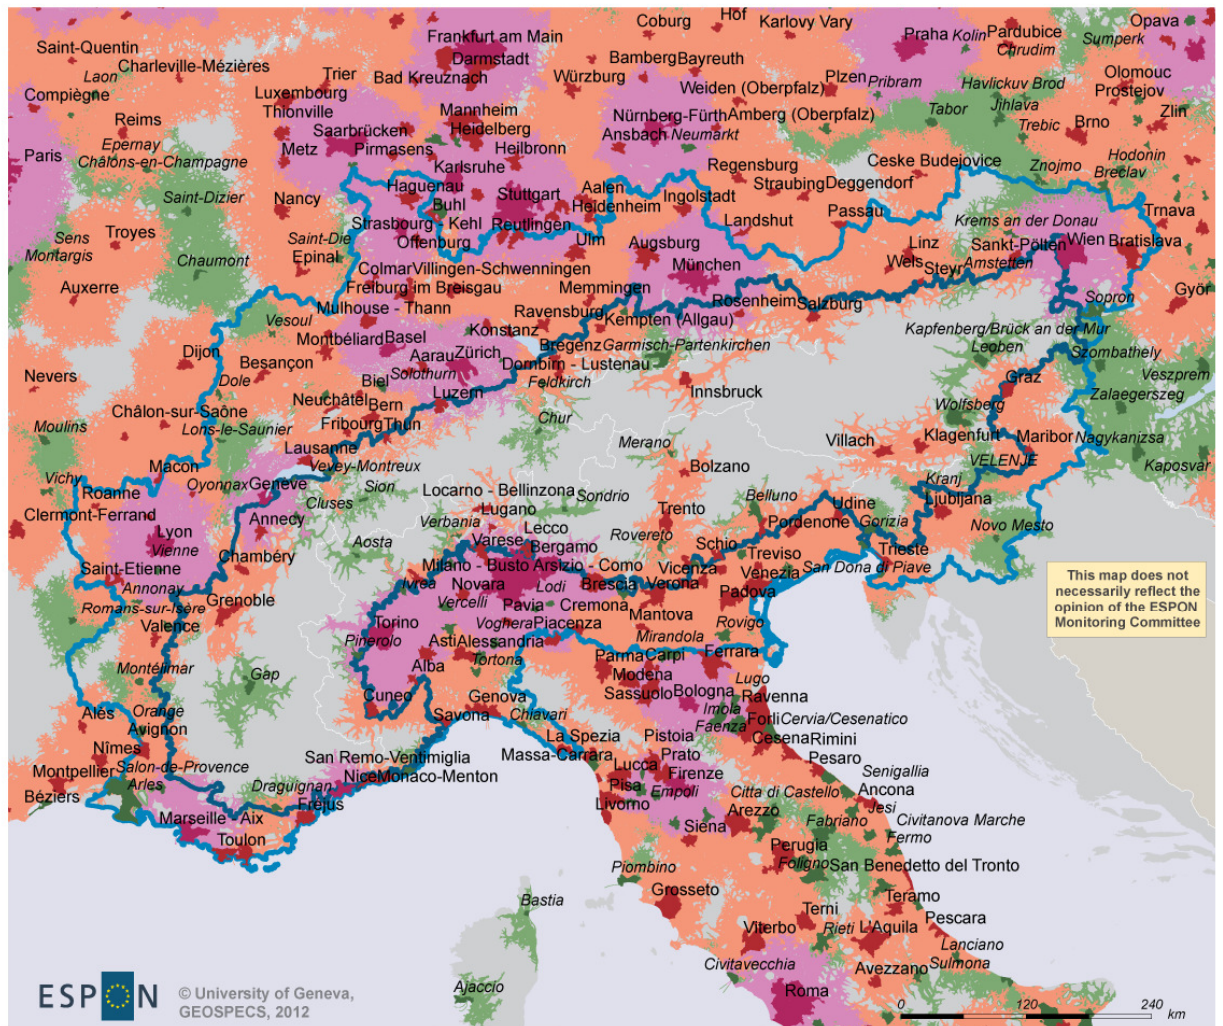 Hof
Coburg
Karlovy Vary
Opava
Saint-Quentin
Frankfurt am Main
Praha
Kolin
Pardubice
Sumperk
Laon
Charleville-Mézières
Darmstadt
Bamberg
Bayreuth
Chrudim
Compiègne
Trier
Bad Kreuznach
Würzburg
Plzen
Pribram
Havlickuv Brod
Olomouc
Luxembourg
Weiden (Oberpfalz)
Prostejov
Thionville
Mannheim
Nürnberg-Fürth
Amberg (Oberpfalz)
Tabor
Jihlava
Zlin
Reims
Saarbrücken
Heidelberg
Ansbach
Neumarkt
Trebic
Brno
Epernay
Metz
Pirmasens
Heilbronn
Paris
Châlons-en-Champagne
Karlsruhe
Regensburg
Ceske Budejovice
Znojmo
Hodonin
Breclav
Saint-Dizier
Nancy
Haguenau
Stuttgart
Aalen
Ingolstadt
Straubing
Deggendorf
Buhl
Heidenheim
Passau
Trnava
Sens
Troyes
Saint-Die
Strasbourg - Kehl
Reutlingen
Landshut
Krems an der Donau
Montargis
Epinal
Offenburg
Ulm
Augsburg
Linz
Sankt-Pölten
Wien
Bratislava
Chaumont
Colmar
Villingen-Schwenningen
München
Wels
Steyr
Amstetten
Auxerre
Freiburg im Breisgau
Memmingen
Rosenheim
Salzburg
Sopron
Györ
Vesoul
Mulhouse - Thann
Ravensburg
Kempten (Allgau)
Kapfenberg/Brück an der Mur
Montbéliard
Basel
Konstanz
Bregenz
Garmisch-Partenkirchen
Leoben
Szombathely
Dijon
Besançon
Aarau
Zürich
Dornbirn - Lustenau
Nevers
Dole
Biel
Solothurn
Feldkirch
Innsbruck
Graz
Veszprem
Neuchâtel
Bern
Luzern
Zalaegerszeg
Châlon-sur-Saône
Fribourg
Thun
Chur
Wolfsberg
Moulins
Lons-le-Saunier
Merano
Villach
Klagenfurt
Maribor
Nagykanizsa
Lausanne
Macon
Vevey-Montreux
Bolzano
VELENJE
Kaposvar
Vichy
Roanne
Oyonnax
Geneve
Sion
Locarno - Bellinzona
Sondrio
Kranj
Cluses
Lugano
Belluno
Udine
Ljubljana
Clermont-Ferrand
Annecy
Verbania
Trento
Pordenone
Gorizia
Novo Mesto
Lyon
Aosta
Lecco
Rovereto
Vienne
Chambéry
Varese
Bergamo
Schio
Trieste
Saint-Etienne
Milano - Busto Arsizio - Como
Vicenza
Treviso
San Dona di Piave
Annonay
Ivrea
Novara
Lodi
Brescia
Verona
Venezia
This map does not
necessarily reflect the
opinion of the ESPON
Monitoring Committee
Romans-sur-Isère
Grenoble
Vercelli
Pavia
Cremona
Padova
Valence
Torino
Voghera
Piacenza
Mantova
Rovigo
Pinerolo
Asti
Alessandria
Mirandola
Montélimar
Gap
Alba
Tortona
Parma
Carpi
Ferrara
Modena
Lugo
Cuneo
Genova
Sassuolo
Bologna
Ravenna
Alés
Orange
Savona
Chiavari
Imola
Forli
Cervia/Cesenatico
Avignon
Faenza
Nîmes
San Remo-Ventimiglia
La Spezia
Pistoia
Cesena
Rimini
Montpellier
Salon-de-Provence
Massa-Carrara
Prato
Pesaro
Arles
Nice
Monaco-Menton
Lucca
Firenze
Senigallia
Béziers
Draguignan
Pisa
Empoli
Citta di Castello
Ancona
Fréjus
Livorno
Arezzo
Jesi
Marseille - Aix
Siena
Fabriano
Civitanova Marche
Toulon
Perugia
Fermo
Piombino
Foligno
San Benedetto del Tronto
Grosseto
Teramo
Bastia
Terni
Pescara
Viterbo
Rieti
L'Aquila
Lanciano
Civitavecchia
Avezzano
Sulmona
Ajaccio
Roma
ESPON
© University of Geneva,
GEOSPECS, 2012
0 120 240
km